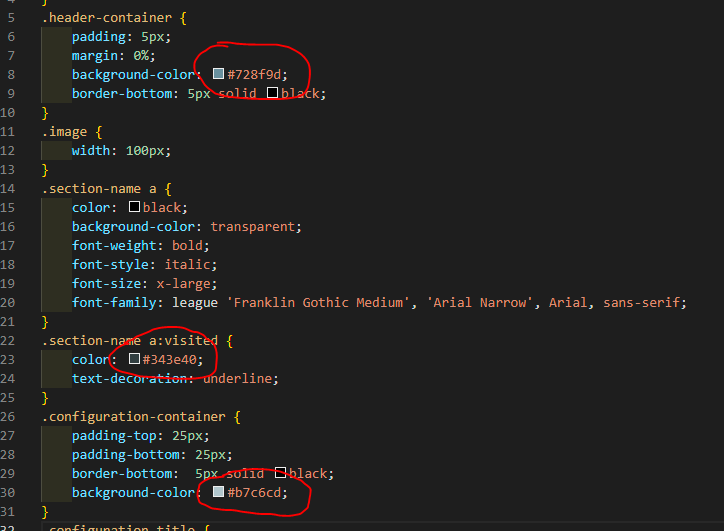 4 }
5 .header-container {
6 padding: 5px;
7 margin: 0%;
8 background-color: #728f9d;
9 border-bottom: 5px solid black;
10 }
11 .image {
12 width: 100px;
13 }
14 .section-name a {
15 color: black;
16 background-color: transparent;
17 font-weight: bold;
18 font-style: italic;
19 font-size: x-large;
20 font-family: league 'Franklin Gothic Medium', 'Arial Narrow', Arial, sans-serif;
21 }
22 .section-name a:visited {
23 color: #343e40;
24 text-decoration: underline;
25 }
26 .configuration-container {
27 padding-top: 25px;
28 padding-bottom: 25px;
29 border-bottom:  5px solid black;
30 background-color: #b7c6cd;
31 }
32 .configuration-title {